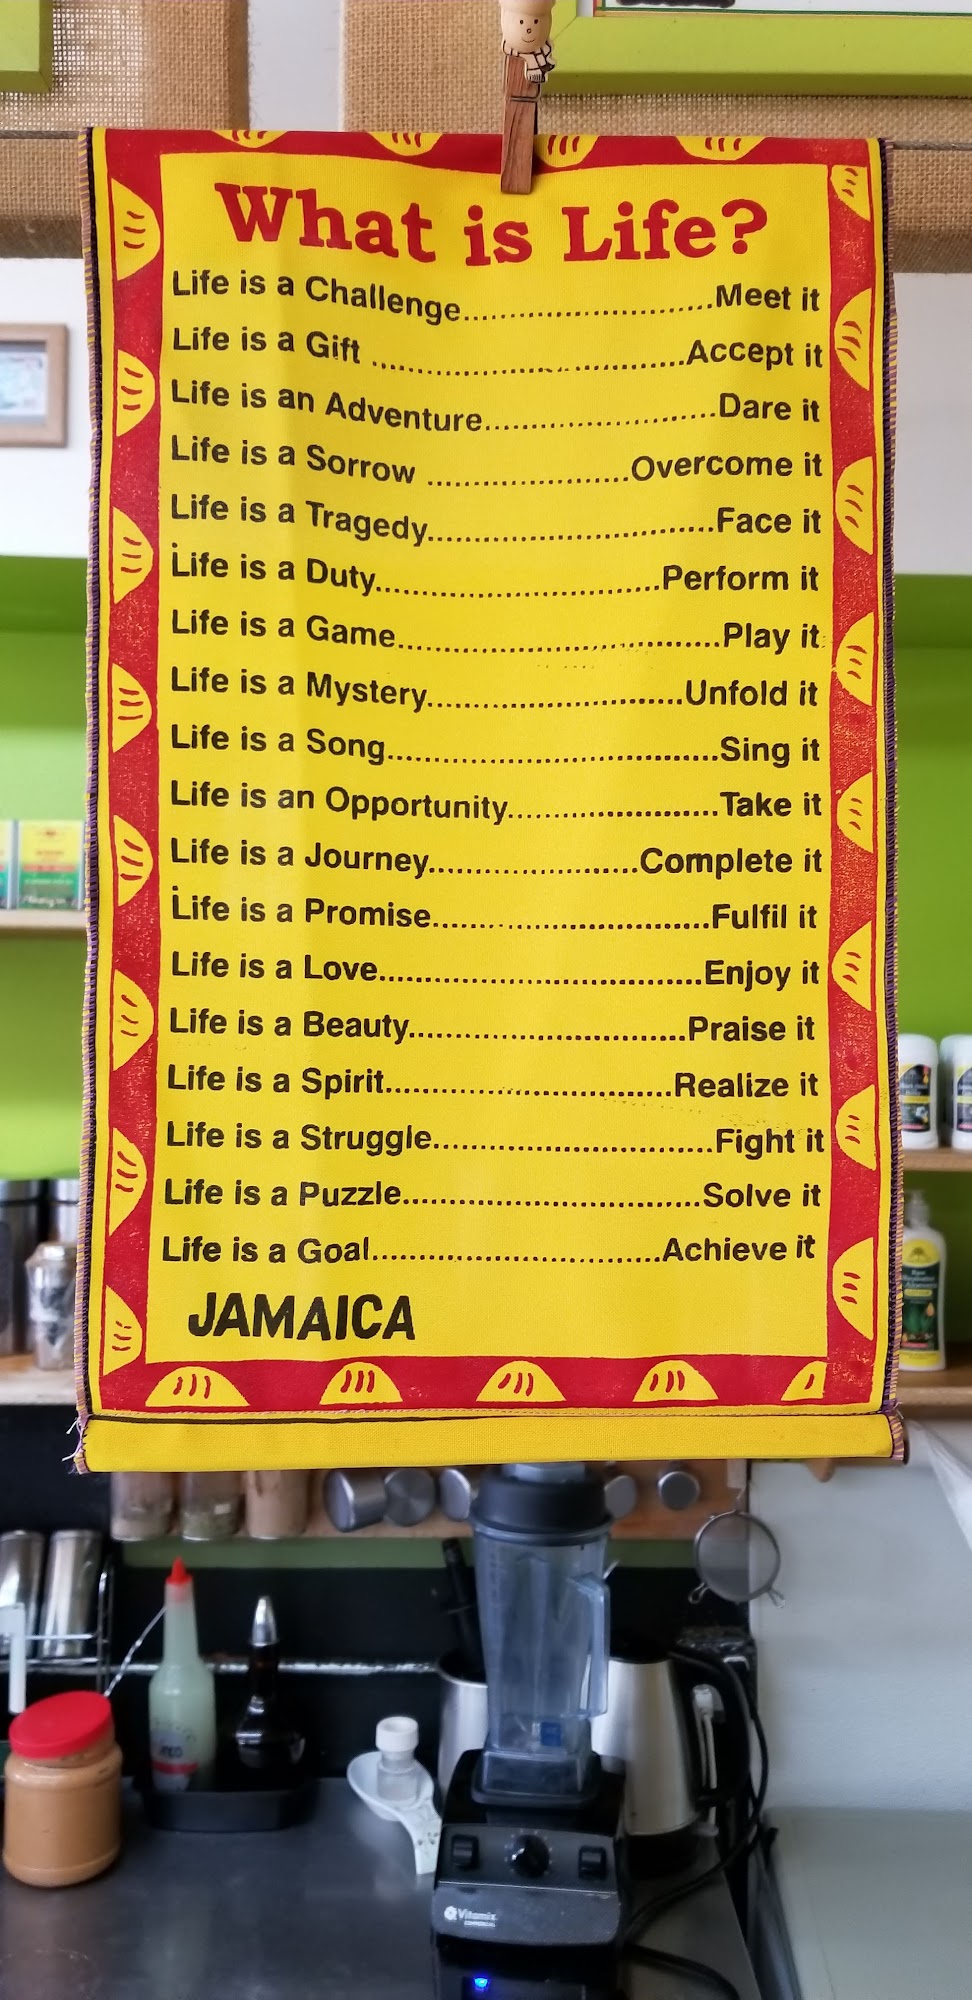 What is Life?
Life is a Challenge..............................Meet it
Life is a Gift ....................................Accept it
Life is an Adventure...........................Dare it
Life is a Sorrow .......................Overcome it
Life is a Tragedy.................................Face it
Life is a Duty.................................Perform it
Life is a Game......................................Play it
Life is a Mystery..............................Unfold it
Life is a Song.......................................Sing it
Life is an Opportunity........................Take it
Life is a Journey........................Complete it
Life is a Promise................................Fulfil it
Life is a Love.....................................Enjoy it
Life is a Beauty................................Praise it
Life is a Spirit.................................Realize it
Life is a Struggle................................Fight it
Life is a Puzzle..................................Solve it
Life is a Goal.................................Achieve it
JAMAICA
Vitamix